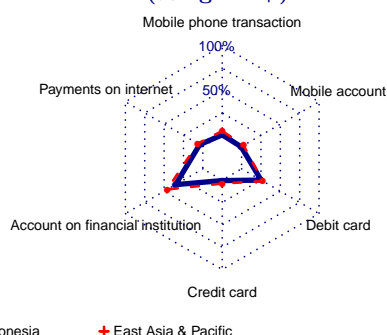 Mobile phone transaction
100%
Payments on internet
50%
Mobile account
Account on financial institution
Debit card
Credit card
East Asia & Pacific